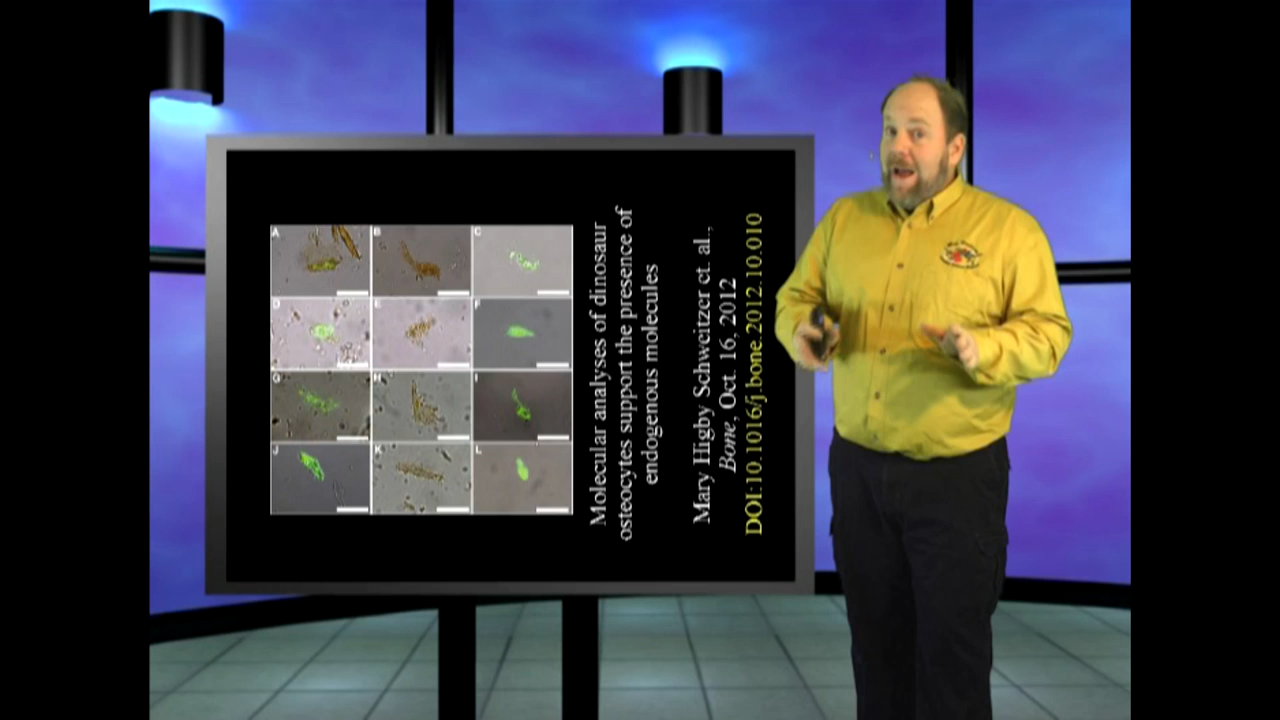 A
B
C
D
E
F
G
H
I
J
K
L
Molecular analyses of dinosaur
osteocytes support the presence of
endogenous molecules
Mary Higby Schweitzer et. al.,
Bone, Oct. 16, 2012
DOI:10.1016/j.bone.2012.10.010